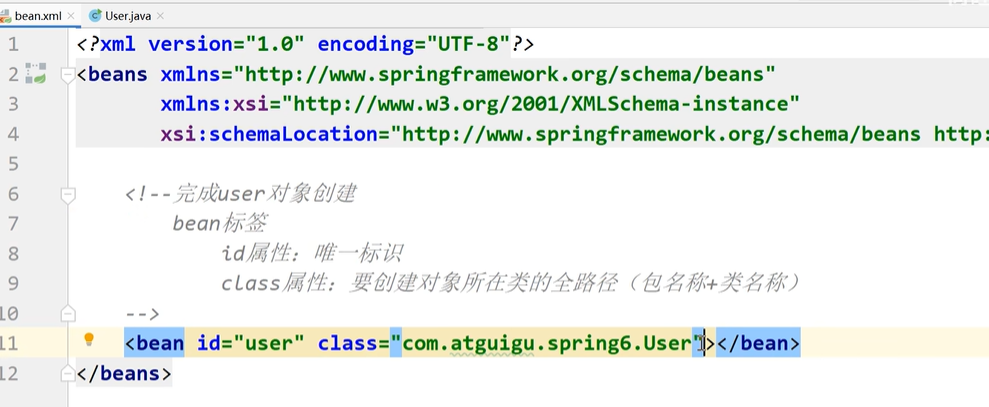 bean.xml
User.java
1 <?xml version="1.0" encoding="UTF-8"?>
2 <beans xmlns="http://www.springframework.org/schema/beans"
3 xmlns:xsi="http://www.w3.org/2001/XMLSchema-instance"
4 xsi:schemaLocation="http://www.springframework.org/schema/beans http:
5
6 <!--完成user对象创建
7 bean标签
8 id属性：唯一标识
9 class属性：要创建对象所在类的全路径（包名称+类名称）
10 -->
11 <bean id="user" class="com.atguigu.spring6.User"></bean>
12 </beans>